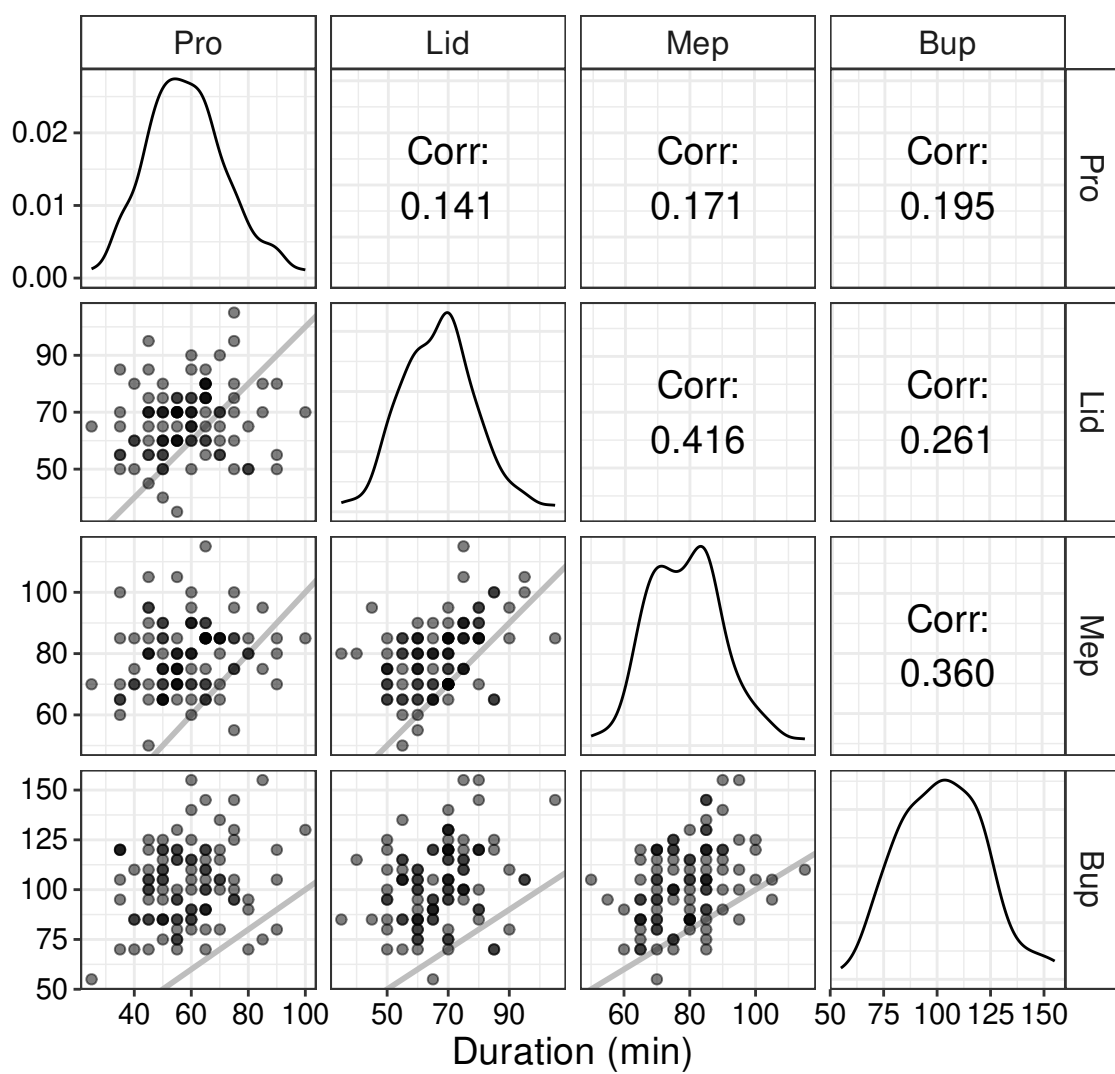 Pro Lid Mep Bup
0.02
0.01
0.00
Corr:
0.141
Corr:
0.171
Corr:
0.195
Pro
90
70
50
Corr:
0.416
Corr:
0.261
Lid
100
80
60
Corr:
0.360
Mep
150
125
100
75
50
Bup
40 60 80 100 50 70 90 60 80 100 50 75 100 125 150
Duration (min)